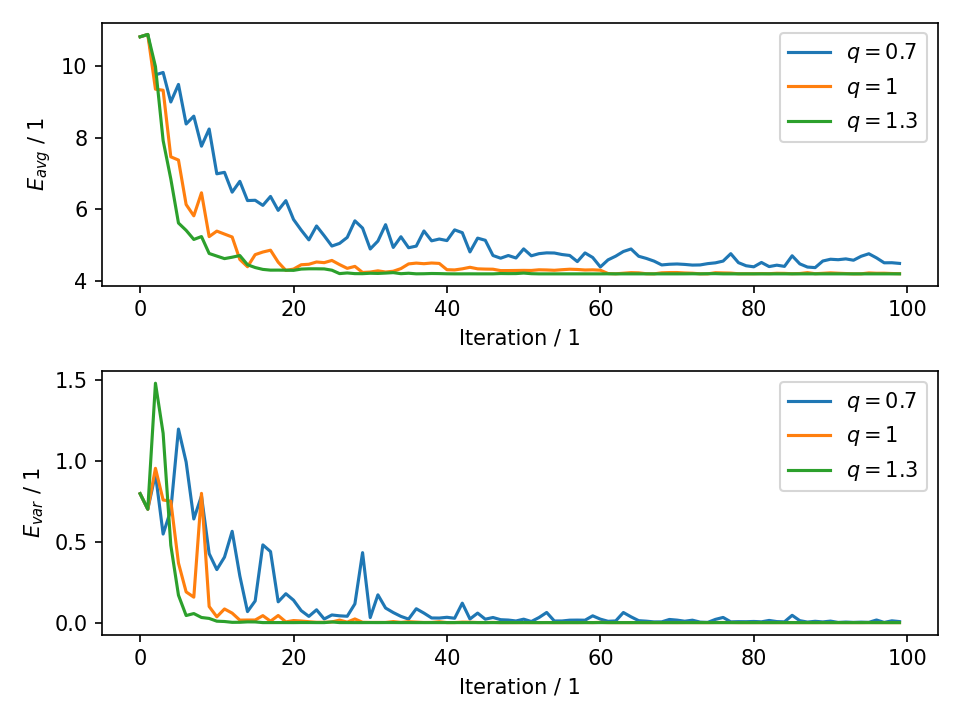 10
8
6
4
E_avg / 1
q = 0.7
q = 1
q = 1.3
0 20 40 60 80 100
Iteration / 1
1.5
1.0
0.5
0.0
E_var / 1
q = 0.7
q = 1
q = 1.3
0 20 40 60 80 100
Iteration / 1